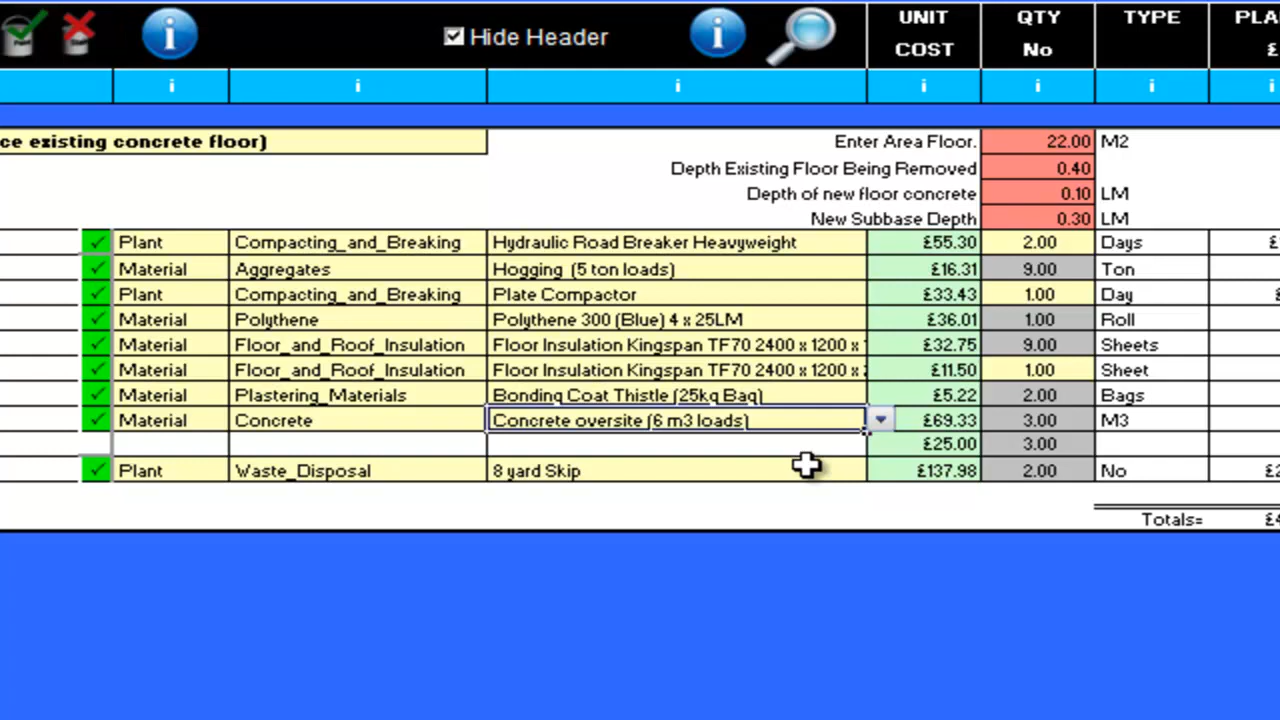 Hide Header
UNIT COST
QTY No
TYPE
PLA
£
i i i i i i i
ce existing concrete floor)
Enter Area Floor. 22.00 M2
Depth Existing Floor Being Removed 0.40
Depth of new floor concrete 0.10 LM
New Subbase Depth 0.30 LM
Plant Compacting_and_Breaking Hydraulic Road Breaker Heavyweight £55.30 2.00 Days £
Material Aggregates Hogging (5 ton loads) £16.31 9.00 Ton
Plant Compacting_and_Breaking Plate Compactor £33.43 1.00 Day £
Material Polythene Polythene 300 (Blue) 4 x 25LM £36.01 1.00 Roll
Material Floor_and_Roof_Insulation Floor Insulation Kingspan TF70 2400 x 1200 x £32.75 9.00 Sheets
Material Floor_and_Roof_Insulation Floor Insulation Kingspan TF70 2400 x 1200 x £11.50 1.00 Sheet
Material Plastering_Materials Bonding Coat Thistle (25kg Bag) £5.22 2.00 Bags
Material Concrete Concrete oversite (6 m3 loads) £69.33 3.00 M3
£25.00 3.00
Plant Waste_Disposal 8 yard Skip £137.98 2.00 No £2
Totals= £4